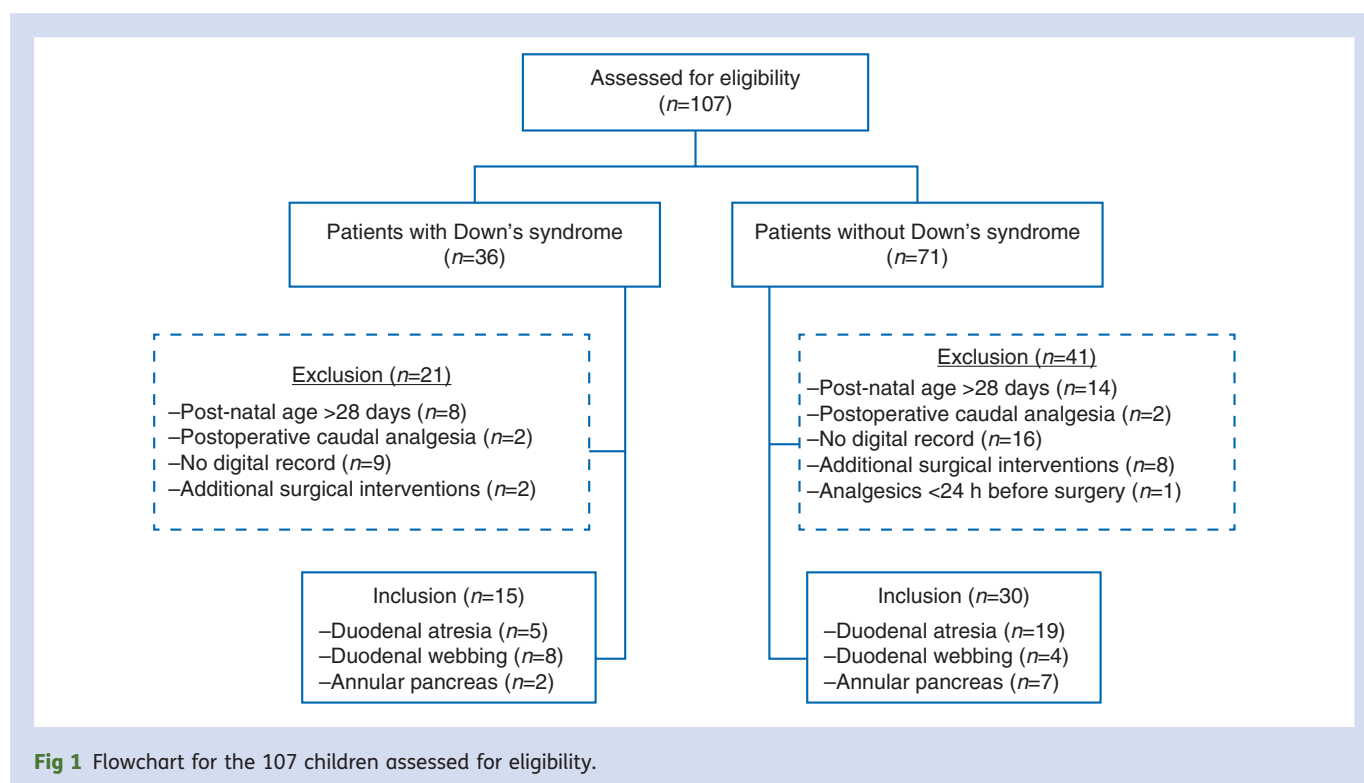 Assessed for eligibility
(n=107)
Patients with Down's syndrome
(n=36)
Patients without Down's syndrome
(n=71)
Exclusion (n=21)
–Post-natal age >28 days (n=8)
–Postoperative caudal analgesia (n=2)
–No digital record (n=9)
–Additional surgical interventions (n=2)
Exclusion (n=41)
–Post-natal age >28 days (n=14)
–Postoperative caudal analgesia (n=2)
–No digital record (n=16)
–Additional surgical interventions (n=8)
–Analgesics <24 h before surgery (n=1)
Inclusion (n=15)
–Duodenal atresia (n=5)
–Duodenal webbing (n=8)
–Annular pancreas (n=2)
Inclusion (n=30)
–Duodenal atresia (n=19)
–Duodenal webbing (n=4)
–Annular pancreas (n=7)
Fig 1 Flowchart for the 107 children assessed for eligibility.